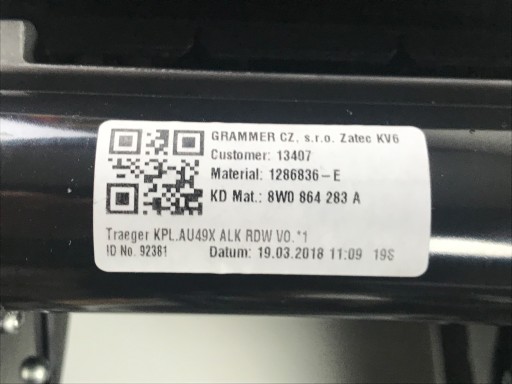 GRAMMER CZ, s.r.o. Zatec KV6
Customer: 13407
Material: 1286836-E
KD Mat.: 8W0 864 283 A
Traeger KPL.AU49X ALK RDW VO.*1
ID No. 92381 Datum: 19.03.2018 11:09 19S